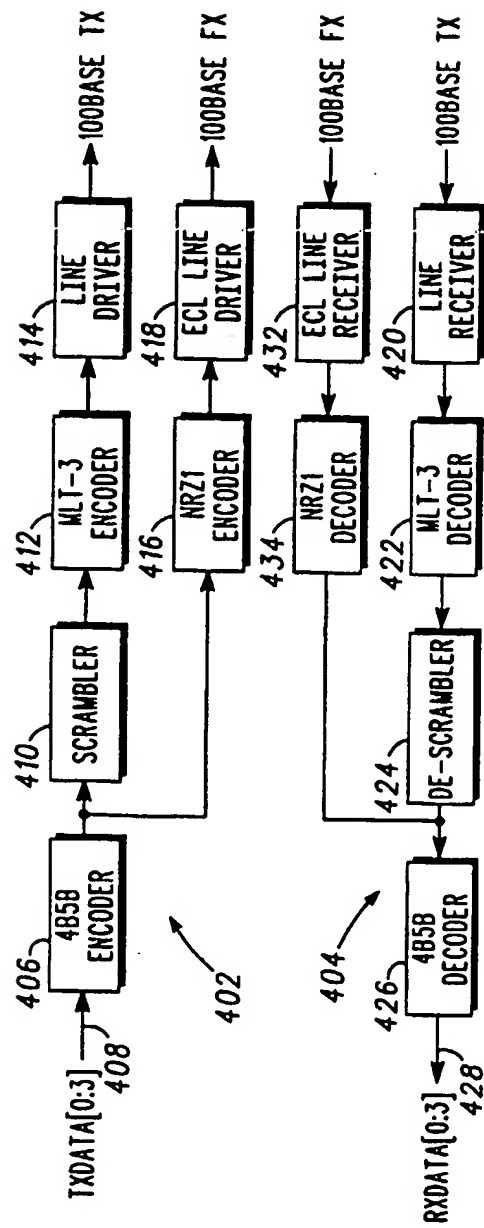 TXDATA[0:3]
408
406
4B5B
ENCODER
410
SCRAMBLER
412
MLT-3
ENCODER
414
LINE
DRIVER
100BASE TX
416
NRZ1
ENCODER
418
ECL LINE
DRIVER
100BASE FX
402
404
434
NRZ1
DECODER
432
ECL LINE
RECEIVER
100BASE FX
RXDATA[0:3]
428
426
4B5B
DECODER
424
DE-SCRAMBLER
422
MLT-3
DECODER
420
LINE
RECEIVER
100BASE TX